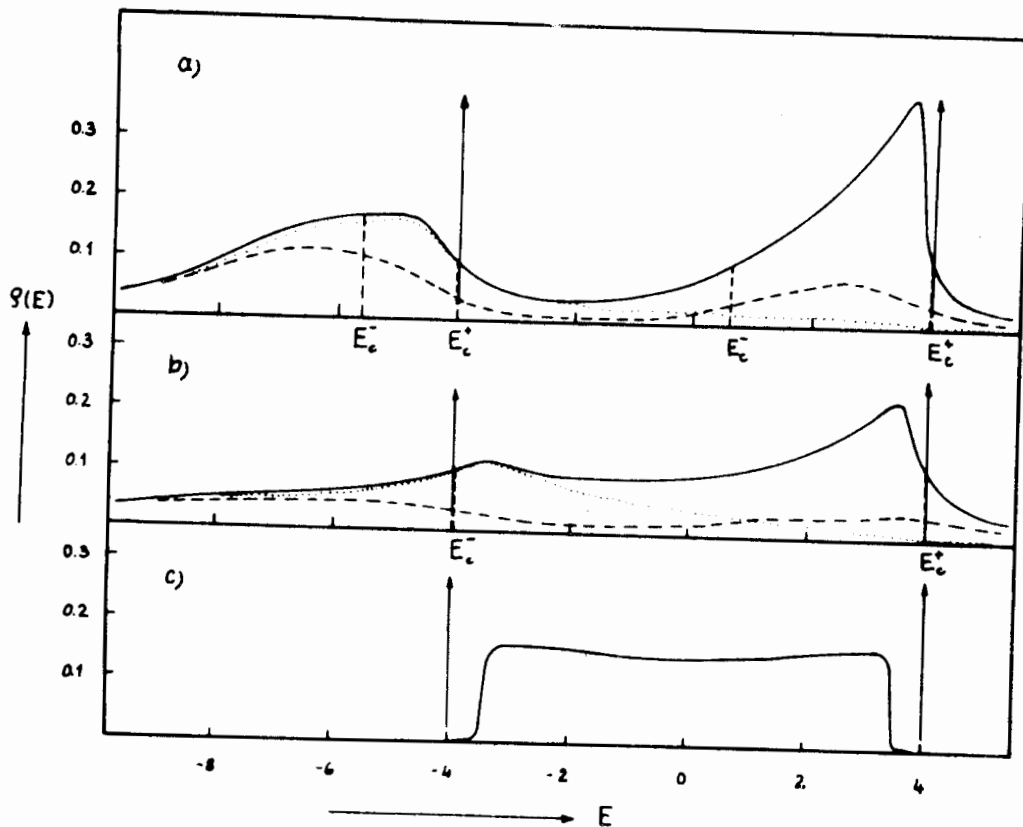 a)
0.3
0.2
0.1
E_c^- E_c^+ E_c^- E_c^+
ϱ(E)
b)
0.3
0.2
0.1
E_c^- E_c^+
c)
0.3
0.2
0.1
-8 -6 -4 -2 0 2 4
E